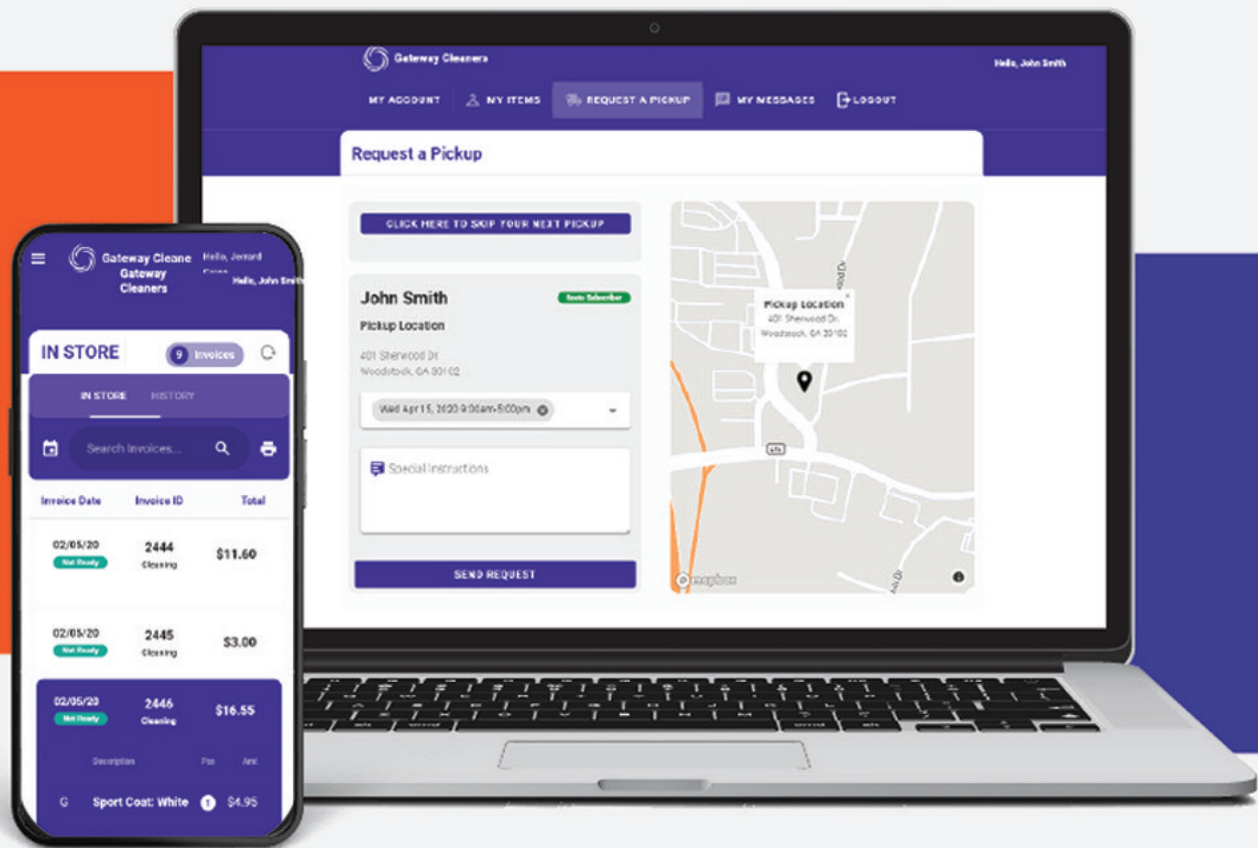 Gateway Cleaners
Hello, John Smith
MY ACCOUNT
MY ITEMS
REQUEST A PICKUP
MY MESSAGES
LOGOUT
Request a Pickup
CLICK HERE TO SKIP YOUR NEXT PICKUP
John Smith
Route Subscriber
Pickup Location
401 Sherwood Dr.
Woodstock, GA 30102
Wed Apr 15, 2020 9:00am-5:00pm
Special Instructions
SEND REQUEST
Pickup Location
401 Sherwood Dr.
Woodstock, GA 30102
mapbox
Gateway Cleane
Gateway
Cleaners
Hello, Jerrard
Hello, John Smith
IN STORE
9 Invoices
IN STORE
HISTORY
Search Invoices...
Invoice Date
Invoice ID
Total
02/05/20
2444
$11.60
Not Ready
Cleaning
02/05/20
2445
$3.00
Not Ready
Cleaning
02/05/20
2446
$16.55
Not Ready
Cleaning
Description
Pcs
Amt
G
Sport Coat: White
1
$4.95